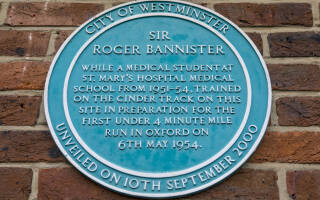 CITY OF WESTMINSTER
SIR
ROGER BANNISTER
WHILE A MEDICAL STUDENT AT
ST. MARY'S HOSPITAL MEDICAL
SCHOOL FROM 1951-54, TRAINED
ON THE CINDER TRACK ON THIS
SITE IN PREPARATION FOR THE
FIRST UNDER 4 MINUTE MILE
RUN IN OXFORD ON
6TH MAY 1954.
UNVEILED ON 10TH SEPTEMBER 2000